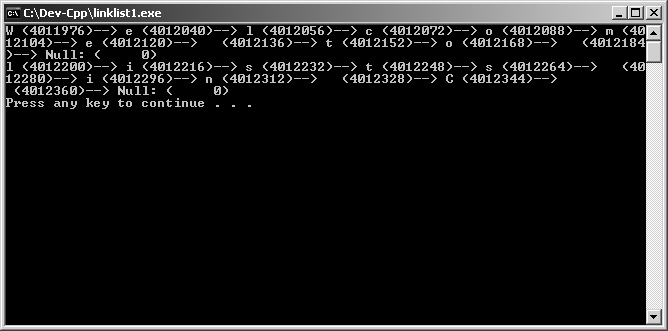 C:\Dev-Cpp\linklist1.exe
W (4011976)--> e (4012040)--> l (4012056)--> c (4012072)--> o (4012088)--> m (40
12104)--> e (4012120)-->   (4012136)--> t (4012152)--> o (4012168)-->   (4012184
)--> Null: (      0)
l (4012200)--> i (4012216)--> s (4012232)--> t (4012248)--> s (4012264)-->   (40
12280)--> i (4012296)--> n (4012312)-->   (4012328)--> C (4012344)-->
 (4012360)--> Null: (      0)
Press any key to continue . . .